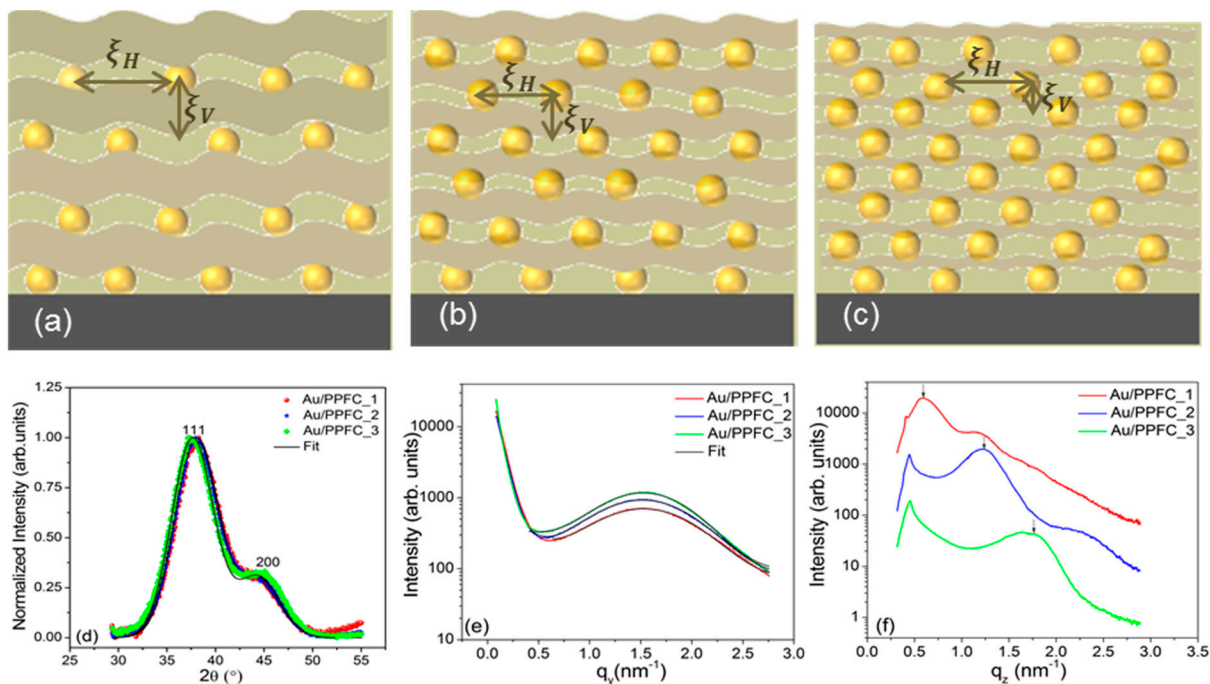 ξH
ξV
(a)
ξH
ξV
(b)
ξH
ξV
(c)
Normalized Intensity (arb.units)
1.25
1.00
0.75
0.50
0.25
0.00
25 30 35 40 45 50 55
2θ (°)
111
200
Au/PPFC_1
Au/PPFC_2
Au/PPFC_3
Fit
(d)
Intensity (arb. units)
10000
1000
100
10
0.0 0.5 1.0 1.5 2.0 2.5 3.0
qy(nm-1)
Au/PPFC_1
Au/PPFC_2
Au/PPFC_3
Fit
(e)
Intensity (arb. units)
10000
1000
100
10
1
0.0 0.5 1.0 1.5 2.0 2.5 3.0
qz(nm-1)
Au/PPFC_1
Au/PPFC_2
Au/PPFC_3
(f)